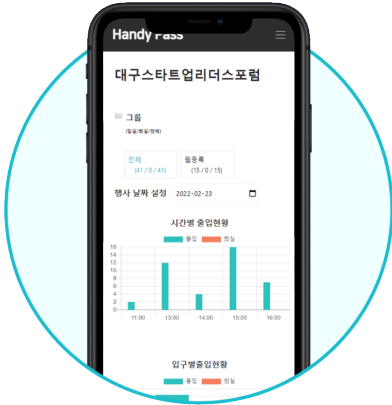 Handy Pass
대구스타트업리더스포럼
그룹
(입실/퇴실/현재)
전체 웜등록
(41 / 0 / 41) (15 / 0 / 15)
행사 날짜 설정 2022-02-23
시간별 출입현황
출입 퇴실
16
14
12
10
8
6
4
2
0
11:00 13:00 14:00 15:00 16:00
입구별출입현황
출입 퇴실